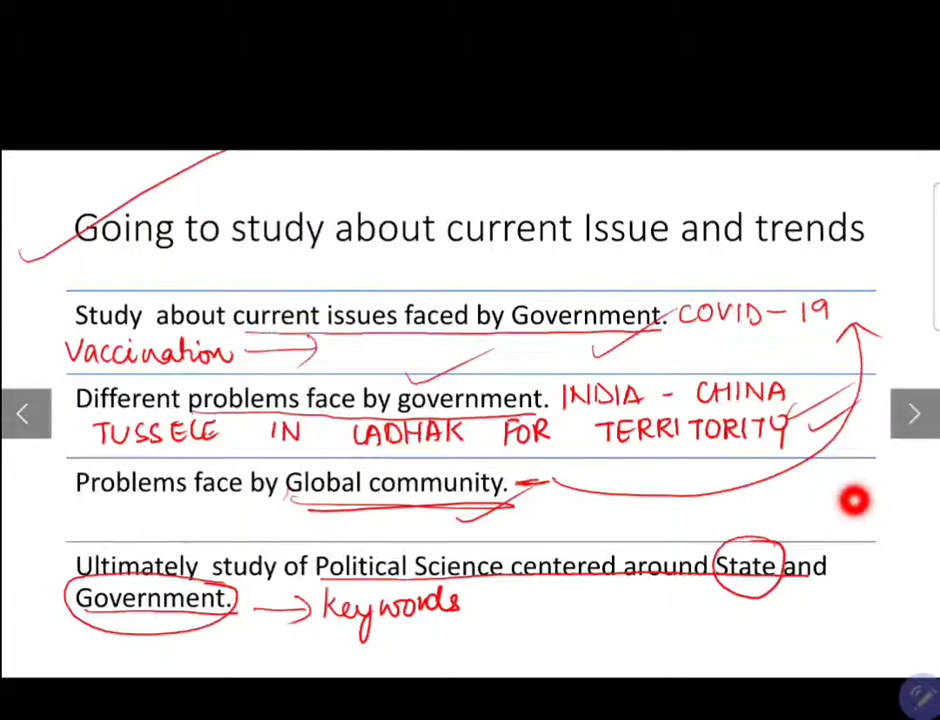 Going to study about current Issue and trends
Study about current issues faced by Government. COVID-19
Vaccination
Different problems face by government. INDIA - CHINA
TUSSELE IN LADHAK FOR TERRITORITY
Problems face by Global community.
Ultimately study of Political Science centered around State and
Government. keywords